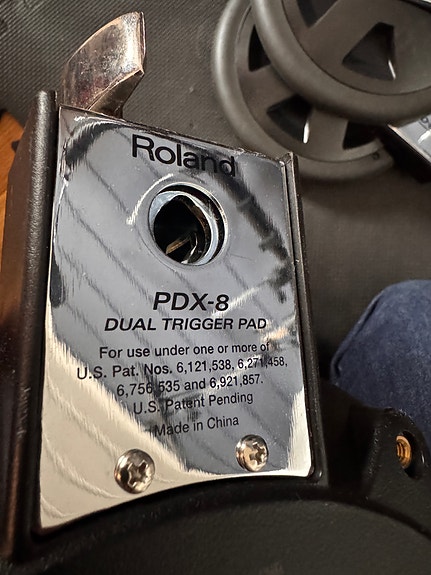 Roland
PDX-8
DUAL TRIGGER PAD
For use under one or more of
U.S. Pat. Nos. 6,121,538, 6,271,458,
6,756,535 and 6,921,857.
U.S. Patent Pending
Made in China